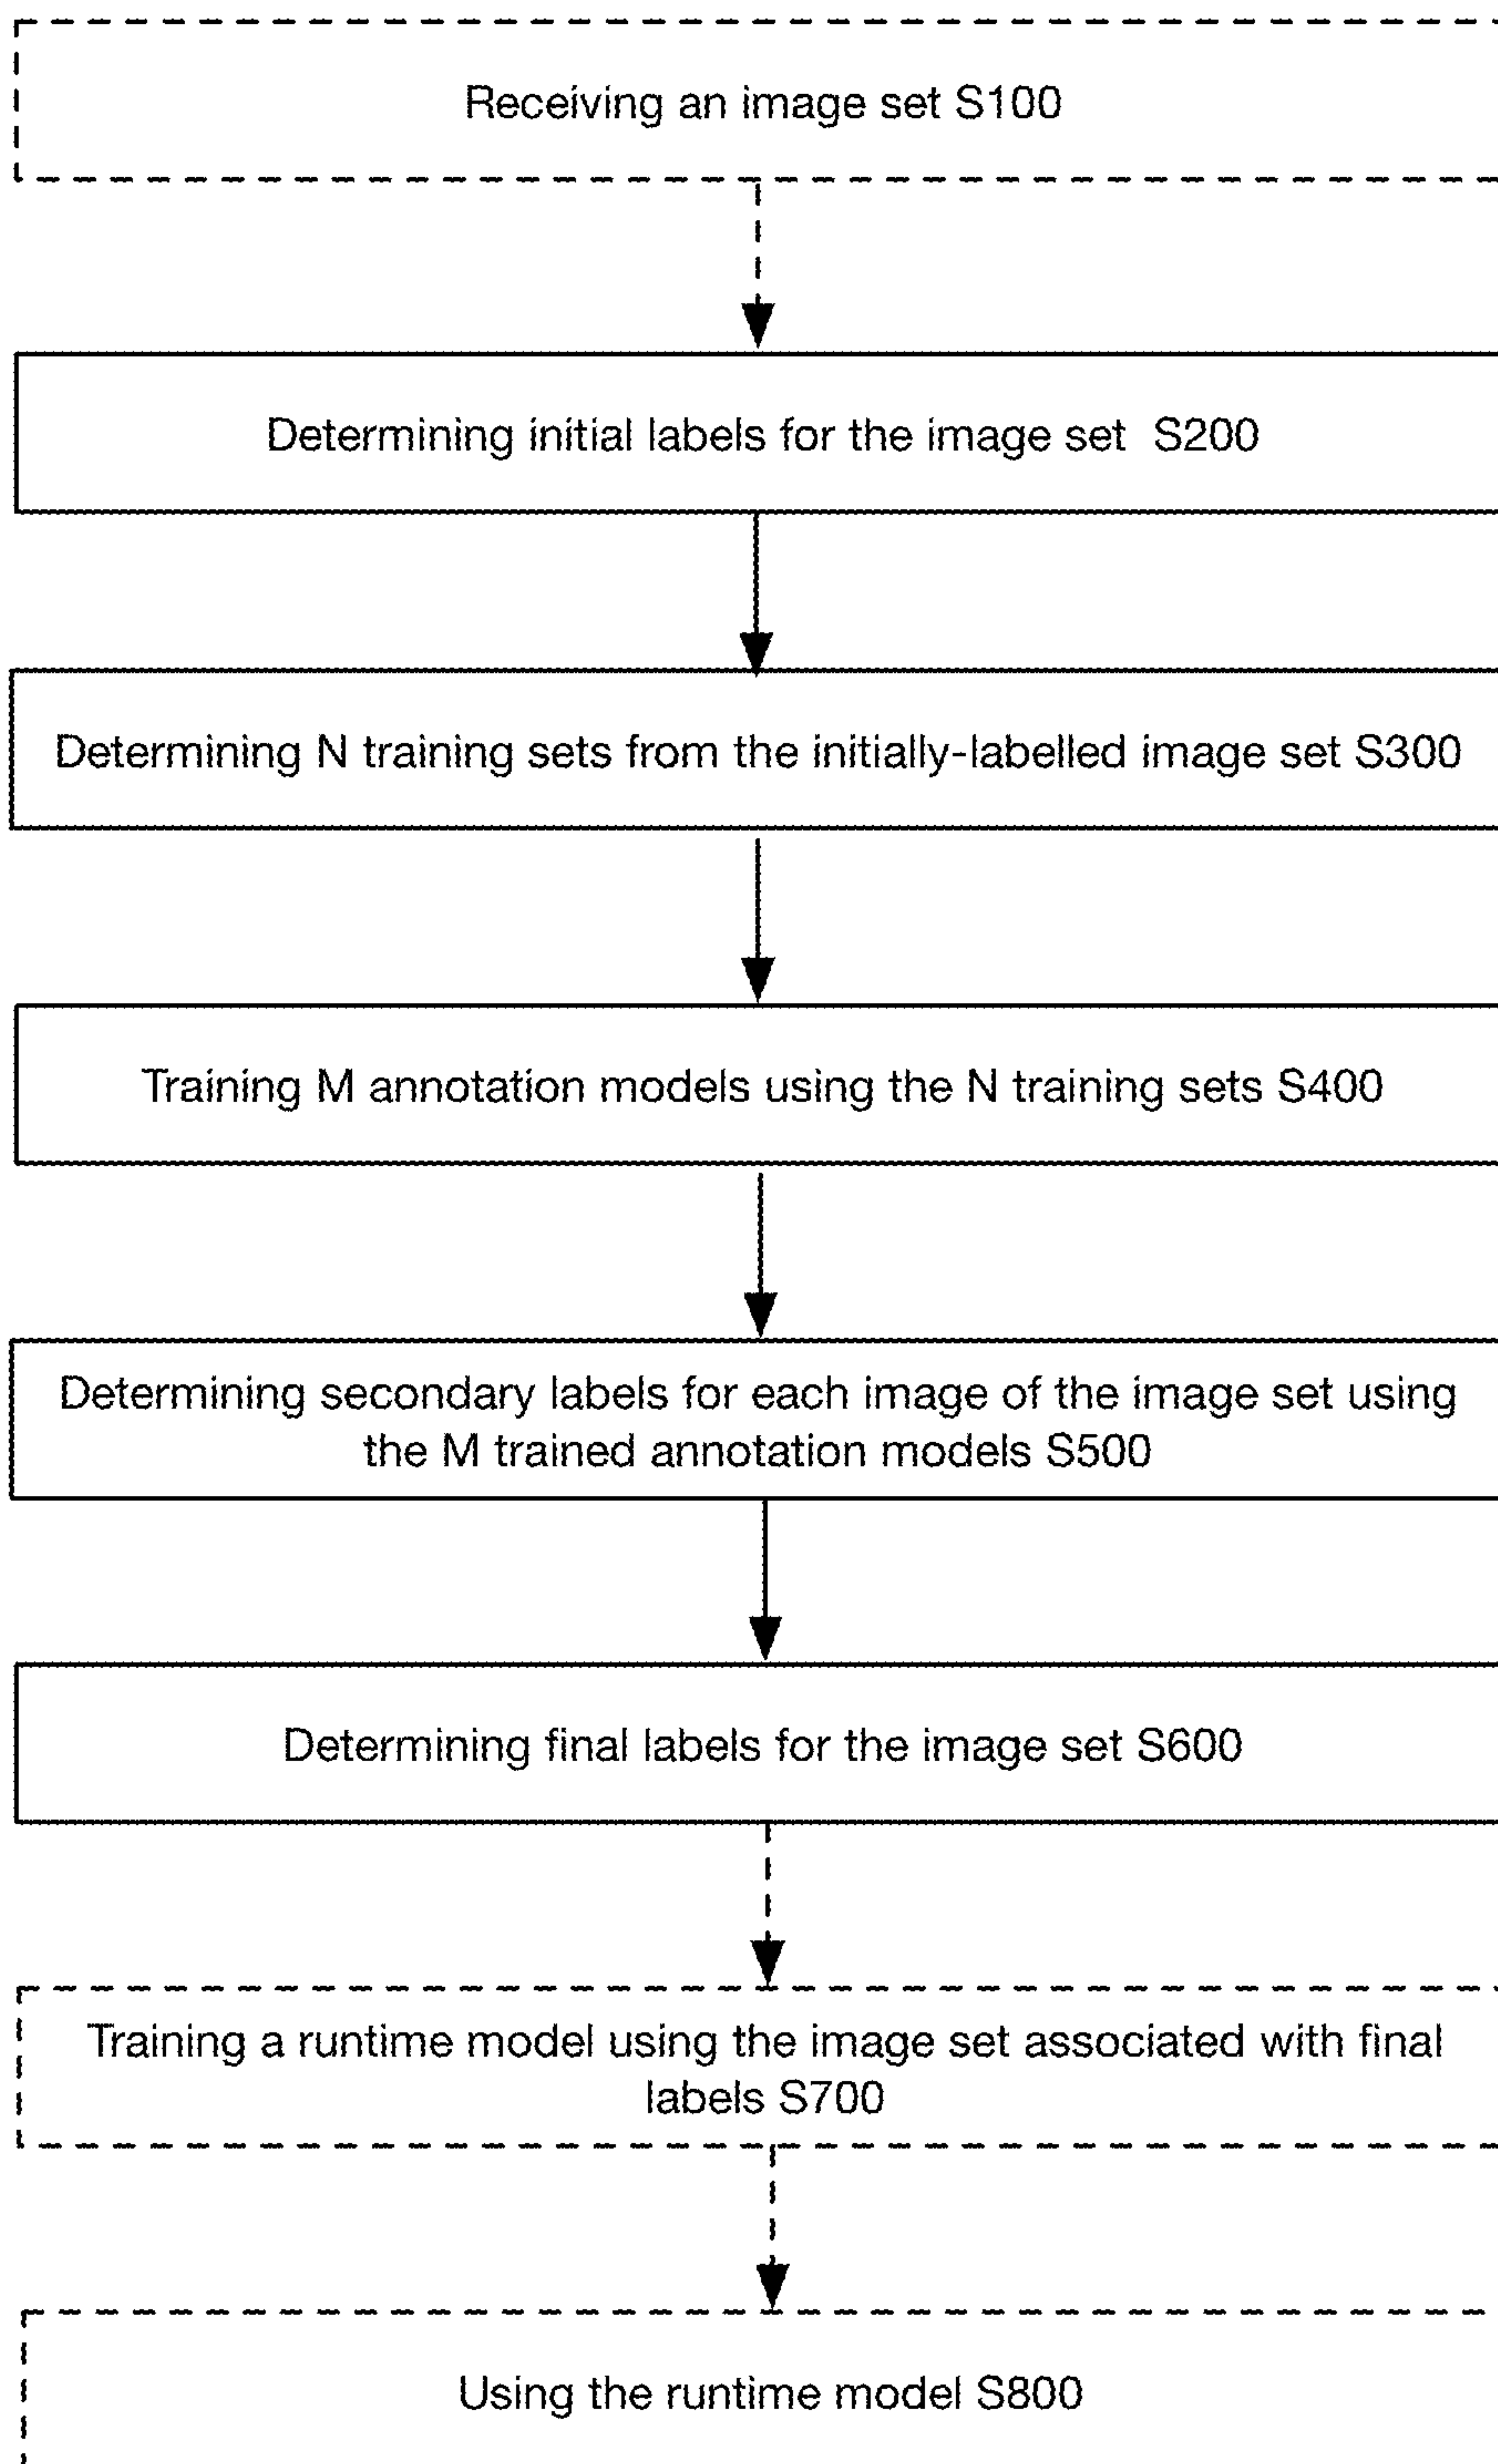 Receiving an image set S100
Determining initial labels for the image set  S200
Determining N training sets from the initially-labelled image set S300
Training M annotation models using the N training sets S400
Determining secondary labels for each image of the image set using
the M trained annotation models S500
Determining final labels for the image set S600
Training a runtime model using the image set associated with final
labels S700
Using the runtime model S800